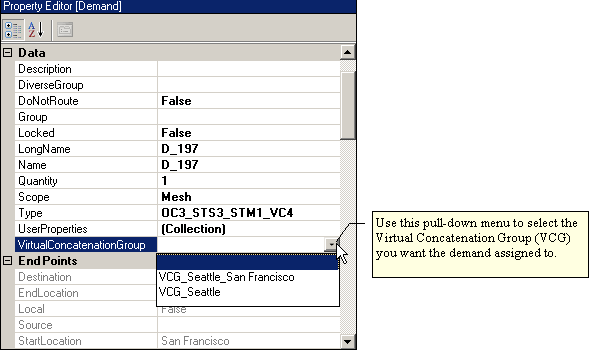 Property Editor [Demand]
Data
Description
DiverseGroup
DoNotRoute False
Group
Locked False
LongName D_197
Name D_197
Quantity 1
Scope Mesh
Type OC3_STS3_STM1_VC4
UserProperties (Collection)
VirtualConcatenationGroup
End Points
Destination VCG_Seattle_San Francisco
EndLocation VCG_Seattle
Local False
Source
StartLocation San Francisco
Use this pull-down menu to select the
Virtual Concatenation Group (VCG)
you want the demand assigned to.